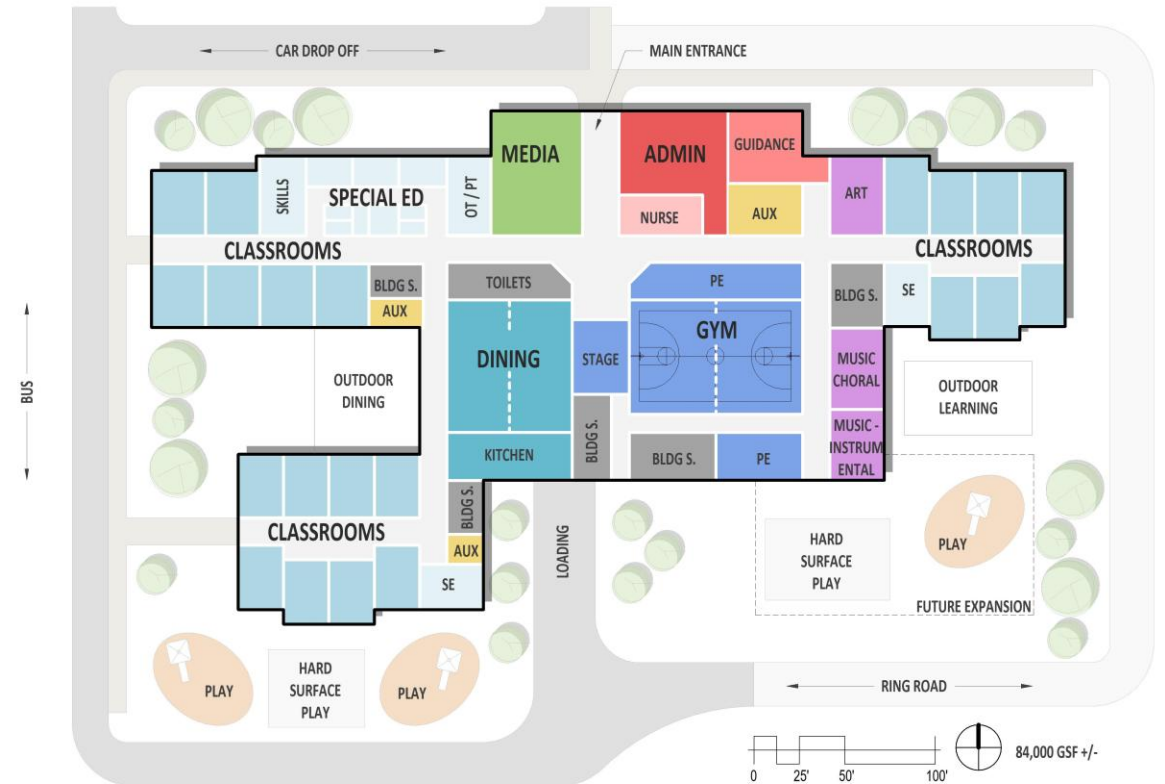 CAR DROP OFF
MAIN ENTRANCE
MEDIA
ADMIN
GUIDANCE
SKILLS
SPECIAL ED
OT / PT
NURSE
AUX
ART
CLASSROOMS
CLASSROOMS
BLDG S.
AUX
TOILETS
PE
BLDG S.
SE
BUS
OUTDOOR
DINING
DINING
STAGE
GYM
MUSIC
CHORAL
OUTDOOR
LEARNING
KITCHEN
BLDG S.
BLDG S.
PE
MUSIC -
INSTRUM
ENTAL
CLASSROOMS
BLDG S.
AUX
SE
LOADING
HARD
SURFACE
PLAY
PLAY
FUTURE EXPANSION
PLAY
HARD
SURFACE
PLAY
PLAY
RING ROAD
0
25'
50'
100'
84,000 GSF +/-